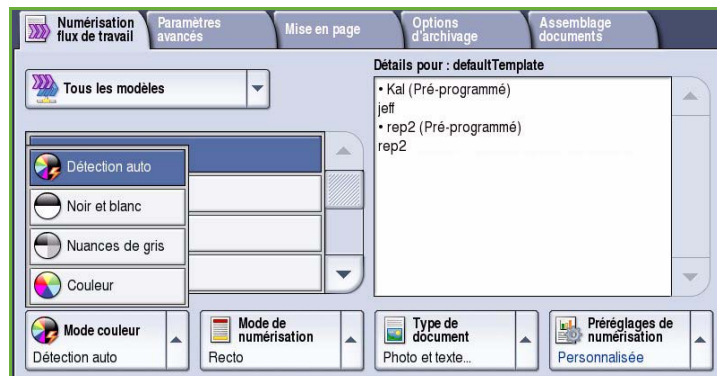 Numérisation
flux de travail
Paramètres
avancés
Mise en page
Options
d'archivage
Assemblage
documents
Tous les modèles
Détails pour : defaultTemplate
• Kal (Pré-programmé)
jeff
• rep2 (Pré-programmé)
rep2
Détection auto
Noir et blanc
Nuances de gris
Couleur
Mode couleur
Détection auto
Mode de
numérisation
Recto
Type de
document
Photo et texte...
Préréglages de
numérisation
Personnalisée